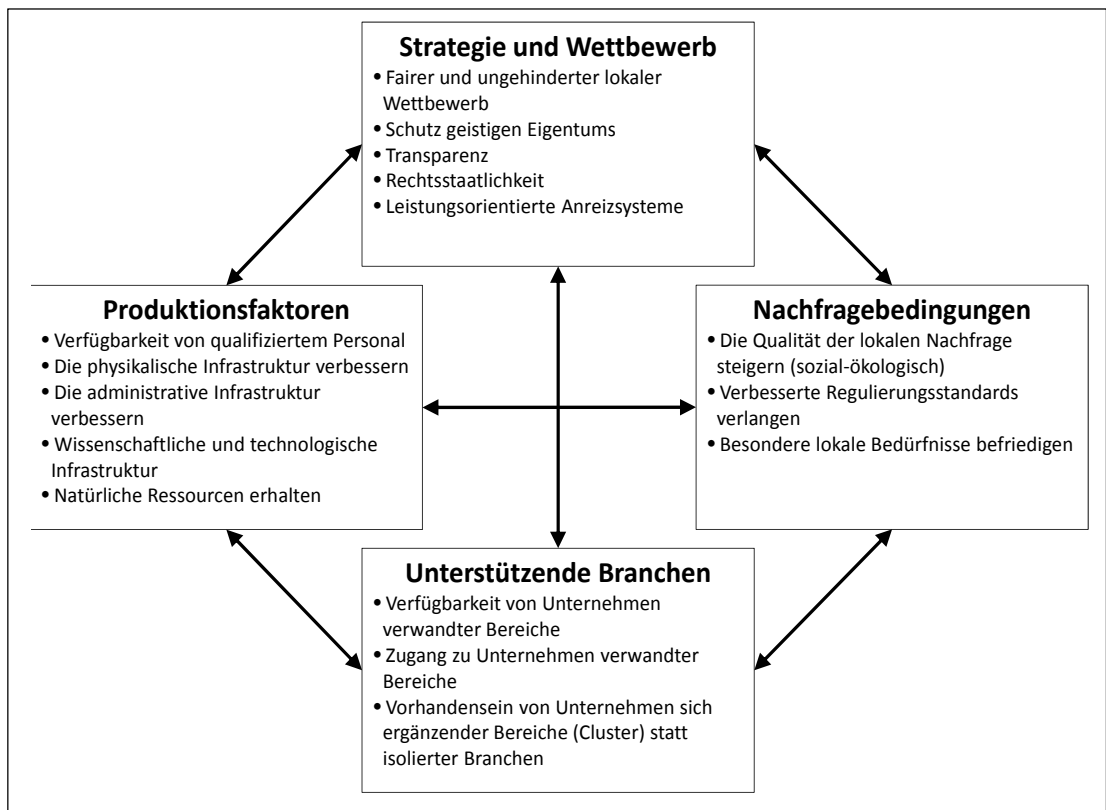 Strategie und Wettbewerb
• Fairer und ungehinderter lokaler
Wettbewerb
• Schutz geistigen Eigentums
• Transparenz
• Rechtsstaatlichkeit
• Leistungsorientierte Anreizsysteme
Produktionsfaktoren
• Verfügbarkeit von qualifiziertem Personal
• Die physikalische Infrastruktur verbessern
• Die administrative Infrastruktur
verbessern
• Wissenschaftliche und technologische
Infrastruktur
• Natürliche Ressourcen erhalten
Nachfragebedingungen
• Die Qualität der lokalen Nachfrage
steigern (sozial-ökologisch)
• Verbesserte Regulierungsstandards
verlangen
• Besondere lokale Bedürfnisse befriedigen
Unterstützende Branchen
• Verfügbarkeit von Unternehmen
verwandter Bereiche
• Zugang zu Unternehmen verwandter
Bereiche
• Vorhandensein von Unternehmen sich
ergänzender Bereiche (Cluster) statt
isolierter Branchen